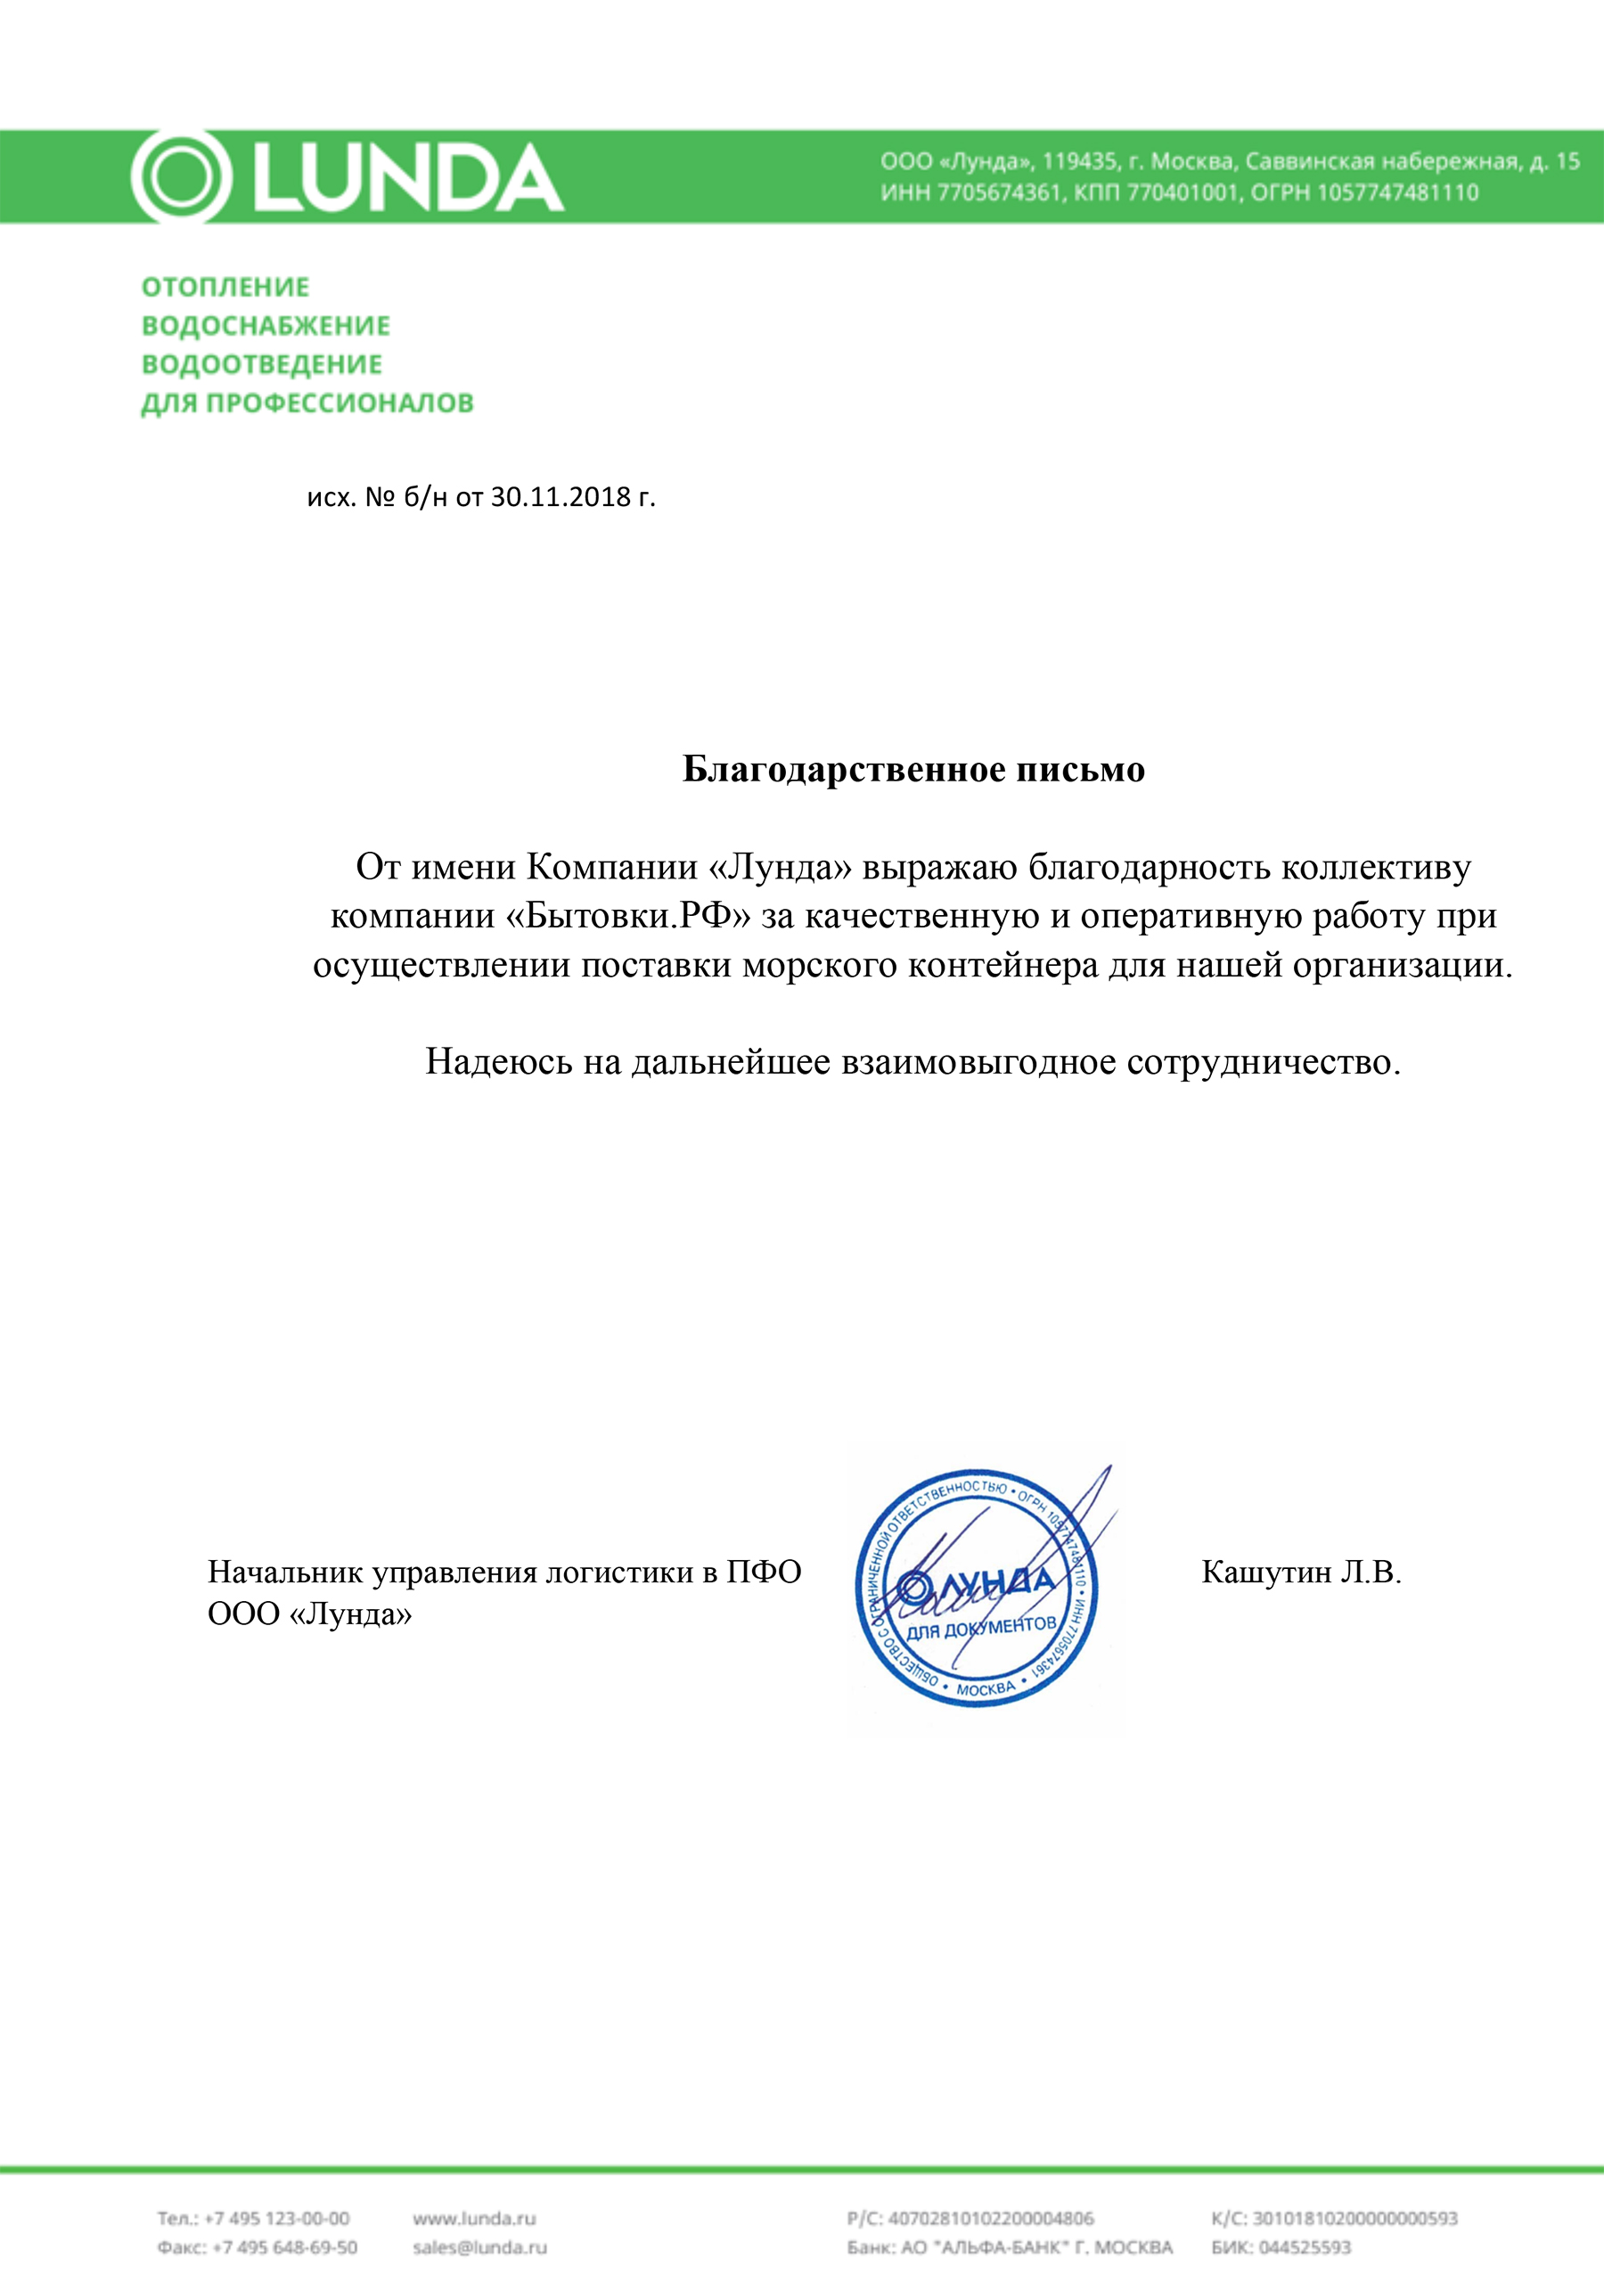 LUNDA
ООО «Лунда», 119435, г. Москва, Саввинская набережная, д. 15
ИНН 7705674361, КПП 770401001, ОГРН 1057747481110
ОТОПЛЕНИЕ
ВОДОСНАБЖЕНИЕ
ВОДООТВЕДЕНИЕ
ДЛЯ ПРОФЕССИОНАЛОВ
исх. № б/н от 30.11.2018 г.
Благодарственное письмо
От имени Компании «Лунда» выражаю благодарность коллективу
компании «Бытовки.РФ» за качественную и оперативную работу при
осуществлении поставки морского контейнера для нашей организации.
Надеюсь на дальнейшее взаимовыгодное сотрудничество.
Начальник управления логистики в ПФО
ООО «Лунда»
ОБЩЕСТВО С ОГРАНИЧЕННОЙ ОТВЕТСТВЕННОСТЬЮ • ОГРН 1057747481110 • ИНН 7705674361 •
ЛУНДА
ДЛЯ ДОКУМЕНТОВ
• МОСКВА •
Кашутин Л.В.
Тел.: +7 495 123-00-00 www.lunda.ru Р/С: 40702810102200004806 К/С: 30101810200000000593
Факс: +7 495 648-69-50 sales@lunda.ru Банк: АО "АЛЬФА-БАНК" Г. МОСКВА БИК: 044525593